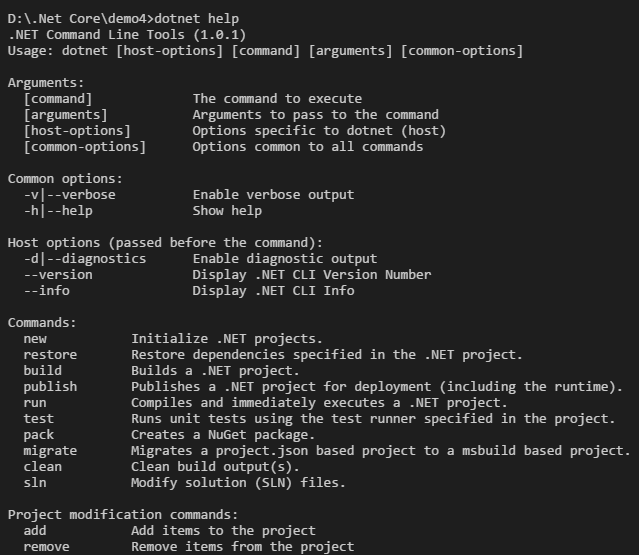 D:\.Net Core\demo4>dotnet help
.NET Command Line Tools (1.0.1)
Usage: dotnet [host-options] [command] [arguments] [common-options]

Arguments:
  [command]             The command to execute
  [arguments]           Arguments to pass to the command
  [host-options]        Options specific to dotnet (host)
  [common-options]      Options common to all commands

Common options:
  -v|--verbose          Enable verbose output
  -h|--help             Show help

Host options (passed before the command):
  -d|--diagnostics      Enable diagnostic output
  --version             Display .NET CLI Version Number
  --info                Display .NET CLI Info

Commands:
  new           Initialize .NET projects.
  restore       Restore dependencies specified in the .NET project.
  build         Builds a .NET project.
  publish       Publishes a .NET project for deployment (including the runtime).
  run           Compiles and immediately executes a .NET project.
  test          Runs unit tests using the test runner specified in the project.
  pack          Creates a NuGet package.
  migrate       Migrates a project.json based project to a msbuild based project.
  clean         Clean build output(s).
  sln           Modify solution (SLN) files.

Project modification commands:
  add           Add items to the project
  remove        Remove items from the project